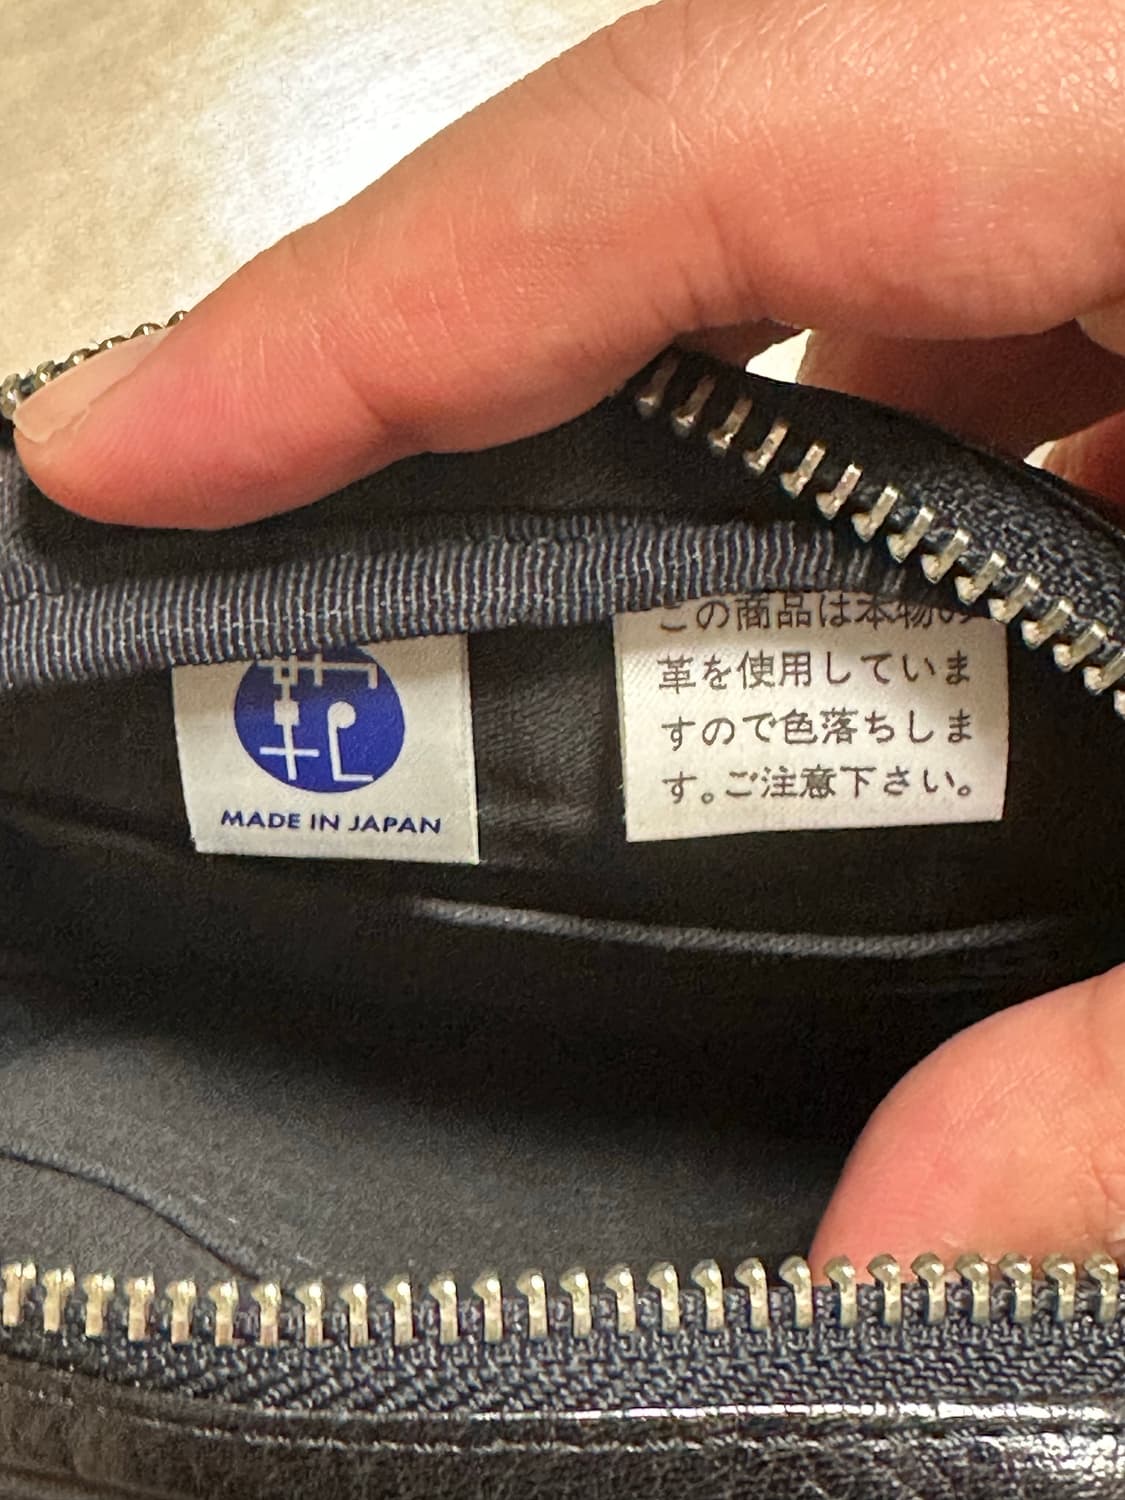 MADE IN JAPAN
この商品は本物の
革を使用していま
すので色落ちしま
す。ご注意下さい。